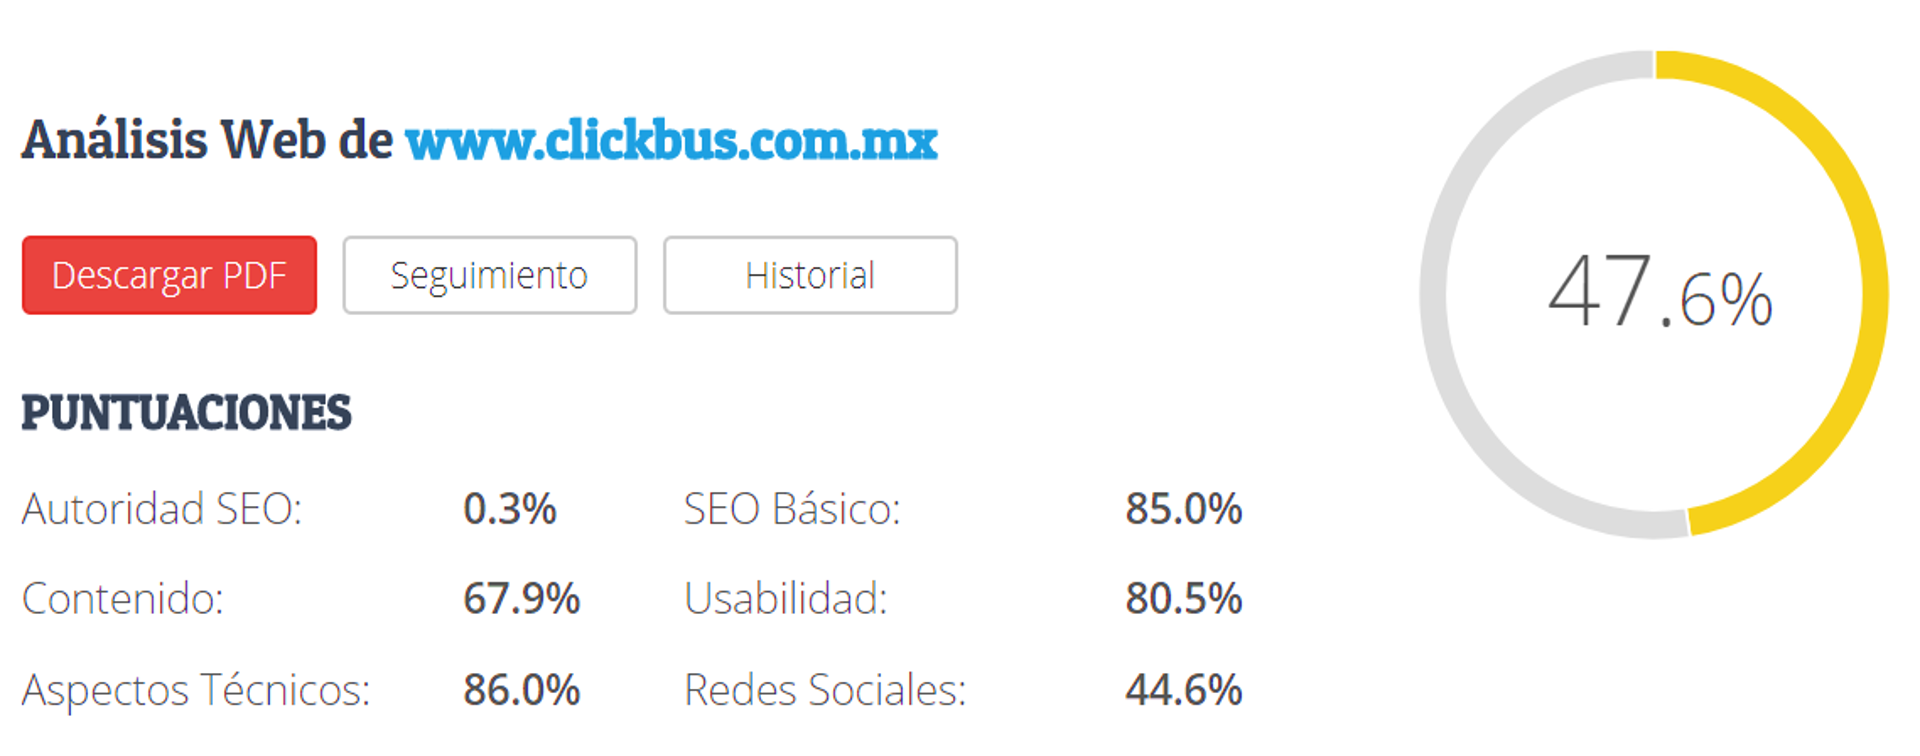 Análisis Web de www.clickbus.com.mx
Descargar PDF Seguimiento Historial
47.6%
PUNTUACIONES
Autoridad SEO: 0.3% SEO Básico: 85.0%
Contenido: 67.9% Usabilidad: 80.5%
Aspectos Técnicos: 86.0% Redes Sociales: 44.6%